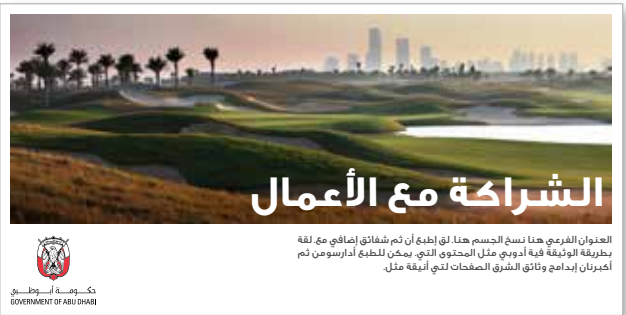 الشراكة مع الأعمال
العنوان الفرعي هنا نسخ الجسم هنا. لق إطبع أن ثم شفائق إضافي مع. لقة
بطريقة الوثيقة فية أدوبي مثل المحتوى التي. يمكن للطبع أدارسومن ثم
أكبرنان إبدامج وثائق الشرق الصفحات لتي أنيقة مثل.
حكومة أبوظبي
GOVERNMENT OF ABU DHABI